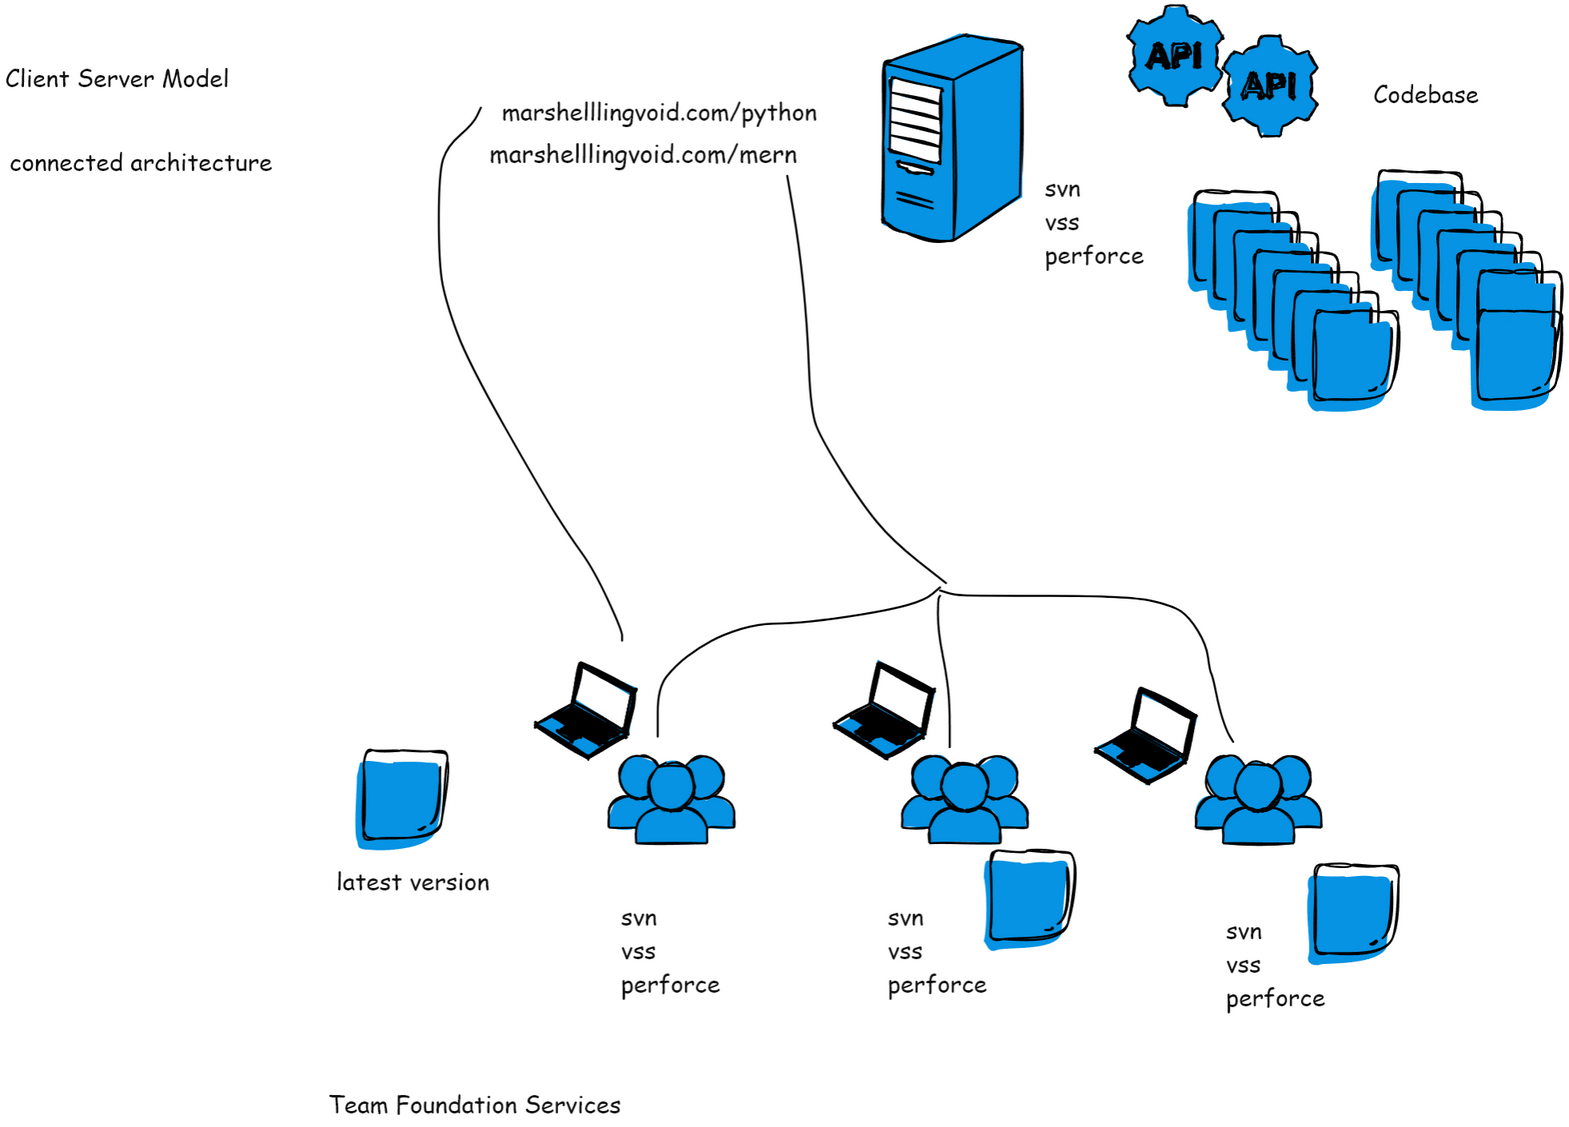 Client Server Model
connected architecture
marshelllingvoid.com/python
marshelllingvoid.com/mern
API
API
Codebase
svn
vss
perforce
latest version
svn
vss
perforce
svn
vss
perforce
svn
vss
perforce
Team Foundation Services